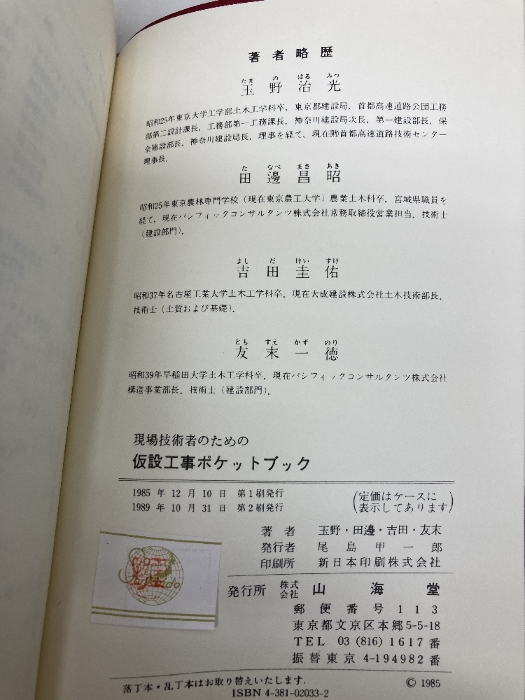 著者略歴
たま の はる みつ
玉野治光
昭和25年東京大学工学部土木工学科卒，東京都建設局，首都高速道路公団工務
部第二設計課長，工務部第一工務課長，神奈川建設局次長，第一建設部長，保
全施設部長，神奈川建設局長，理事を経て，現在㈶首都高速道路技術センター
理事長．
た なべ まさ あき
田邊昌昭
昭和25年東京農林専門学校（現在東京農工大学）農業土木科卒，宮城県職員を
経て，現在パシフィックコンサルタンツ株式会社常務取締役営業担当，技術士
（建設部門）．
よし だ けい すけ
吉田圭佑
昭和37年名古屋工業大学土木工学科卒，現在大成建設株式会社土木技術部長，
技術士（土質および基礎）．
とも すえ かず のり
友末一徳
昭和39年早稲田大学土木工学科卒，現在パシフィックコンサルタンツ株式会社
構造事業部長，技術士（建設部門）．
現場技術者のための
仮設工事ポケットブック
1985 年 12 月 10 日 第1刷発行
1989 年 10 月 31 日 第2刷発行
（定価はケースに
表示してあります）
著者 玉野・田邊・吉田・友末
発行者 尾島甲一郎
印刷所 新日本印刷株式会社
発行所 株式会社 山海堂
郵便番号 113
東京都文京区本郷5-5-18
TEL 03 (816) 1617番
振替東京 4-194982番
落丁本・乱丁本はお取り替えいたします．
© 1985
ISBN 4-381-02033-2